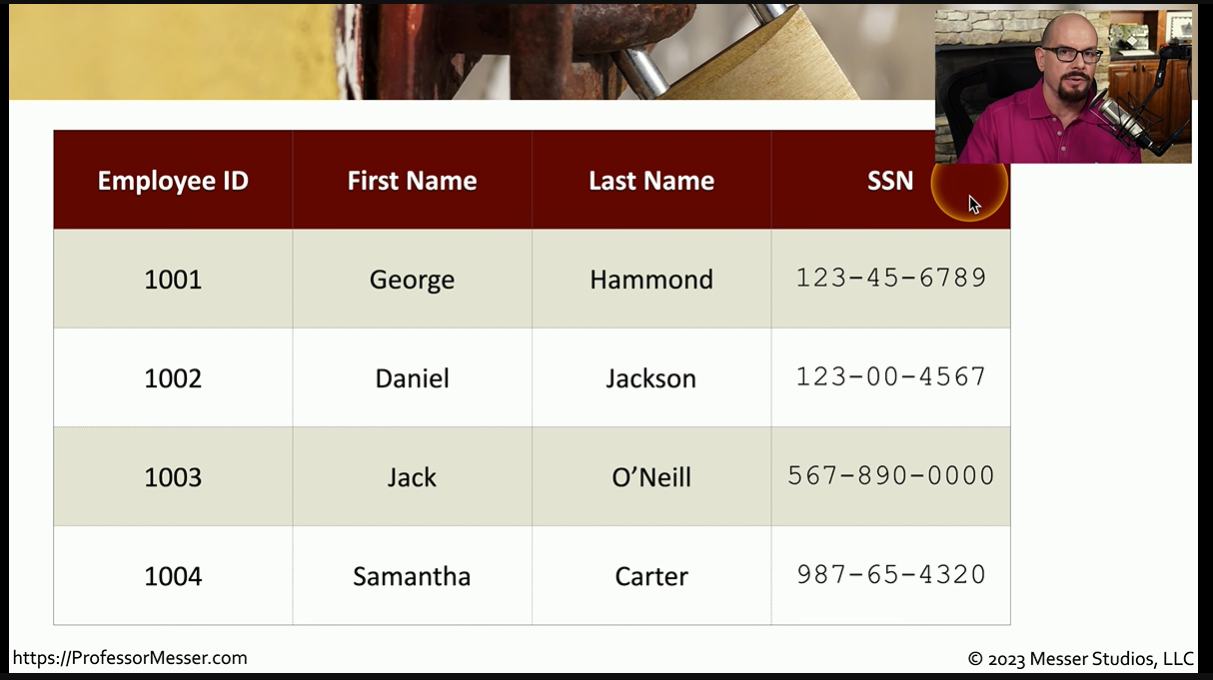 Employee ID First Name Last Name SSN
1001 George Hammond 123-45-6789
1002 Daniel Jackson 123-00-4567
1003 Jack O’Neill 567-890-0000
1004 Samantha Carter 987-65-4320
https://ProfessorMesser.com © 2023 Messer Studios, LLC